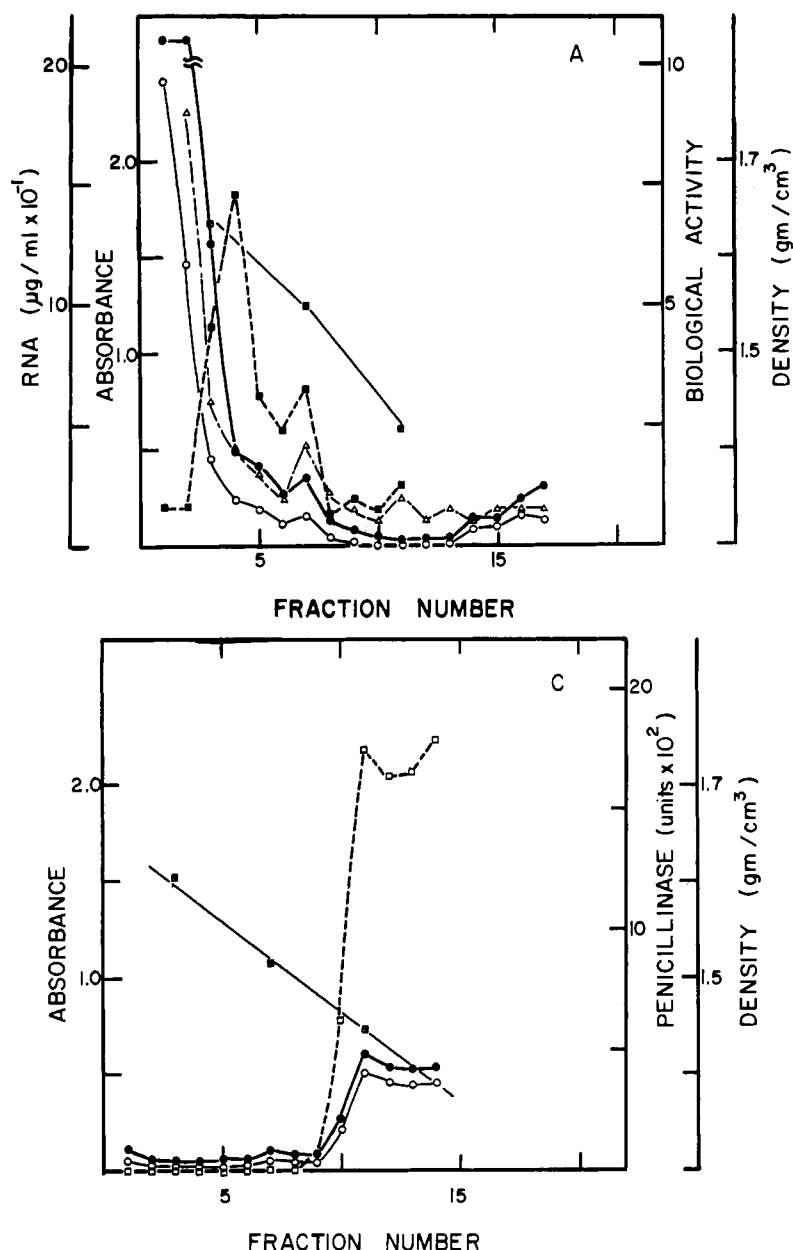 A
RNA (µg/ml x 10⁻¹)
20
10
ABSORBANCE
2.0
1.0
BIOLOGICAL ACTIVITY
10
5
DENSITY (gm/cm³)
1.7
1.5
5 15
FRACTION NUMBER
C
ABSORBANCE
2.0
1.0
PENICILLINASE (units x 10²)
20
10
DENSITY (gm/cm³)
1.7
1.5
5 15
FRACTION NUMBER